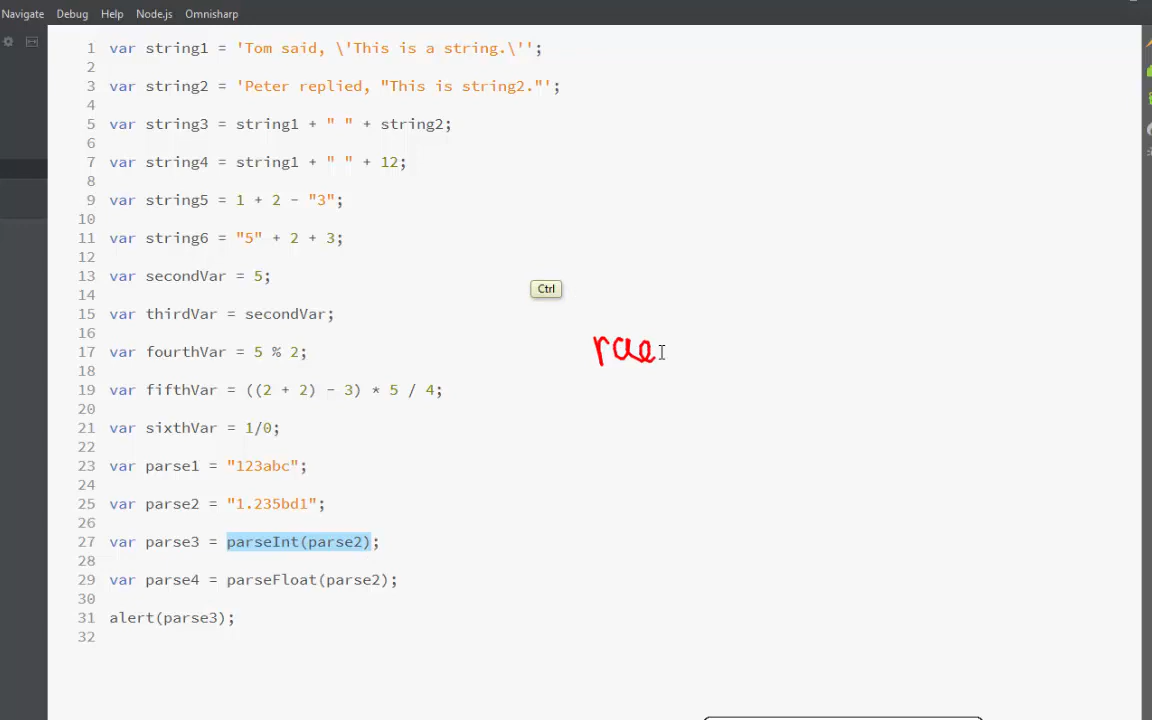 Navigate Debug Help Node.js Omnisharp
1 var string1 = 'Tom said, \'This is a string.\'';
2
3 var string2 = 'Peter replied, "This is string2."';
4
5 var string3 = string1 + " " + string2;
6
7 var string4 = string1 + " " + 12;
8
9 var string5 = 1 + 2 - "3";
10
11 var string6 = "5" + 2 + 3;
12
13 var secondVar = 5;
14
Ctrl
15 var thirdVar = secondVar;
16
17 var fourthVar = 5 % 2;
rae
18
19 var fifthVar = ((2 + 2) - 3) * 5 / 4;
20
21 var sixthVar = 1/0;
22
23 var parse1 = "123abc";
24
25 var parse2 = "1.235bd1";
26
27 var parse3 = parseInt(parse2);
28
29 var parse4 = parseFloat(parse2);
30
31 alert(parse3);
32